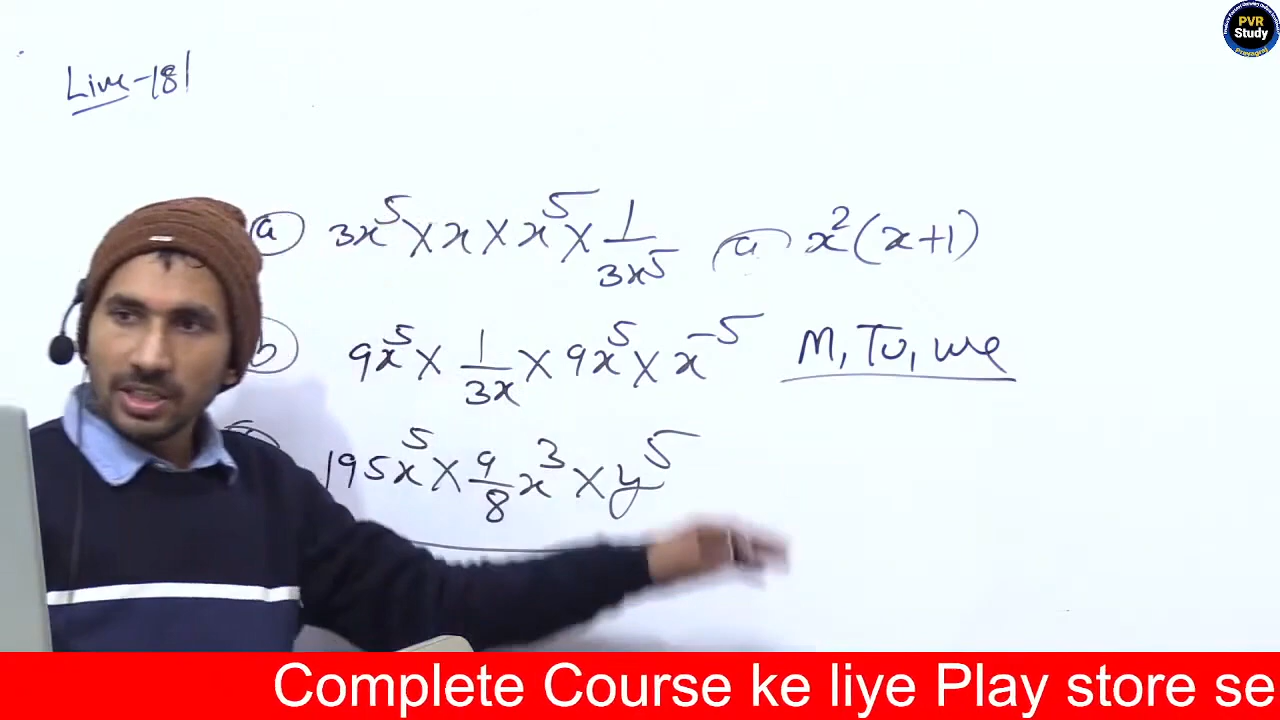 PVR
Study
Prayagraj
Live-181
a 3x⁵ × x × x⁵ × 1/3x⁵ a x²(x+1)
b 9x⁵ × 1/3x × 9x⁵ × x⁻⁵ M, Tu, we
195x⁵ × 9/8 x³ × y⁵
Complete Course ke liye Play store se